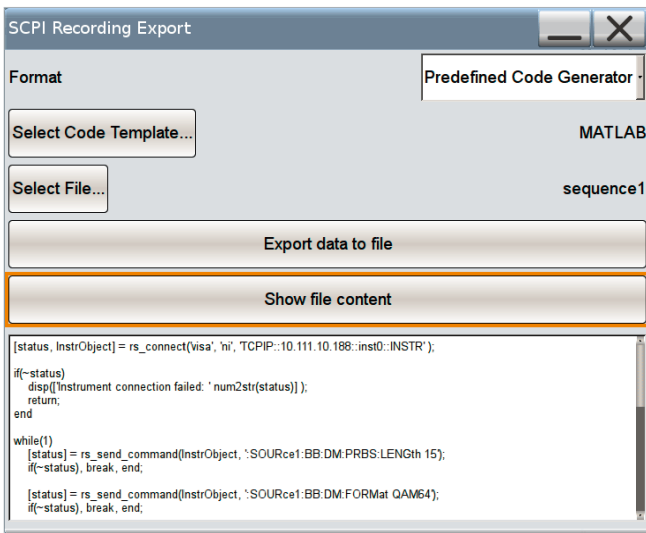 SCPI Recording Export
Format
Predefined Code Generator
Select Code Template...
MATLAB
Select File...
sequence1
Export data to file
Show file content
[status, InstrObject] = rs_connect('visa', 'ni', 'TCPIP::10.111.10.188::inst0::INSTR' );
if(~status)
disp(['Instrument connection failed: ' num2str(status)] );
return;
end
while(1)
[status] = rs_send_command(InstrObject, ':SOURce1:BB:DM:PRBS:LENGth 15');
if(~status), break, end;
[status] = rs_send_command(InstrObject, ':SOURce1:BB:DM:FORMat QAM64');
if(~status), break, end;